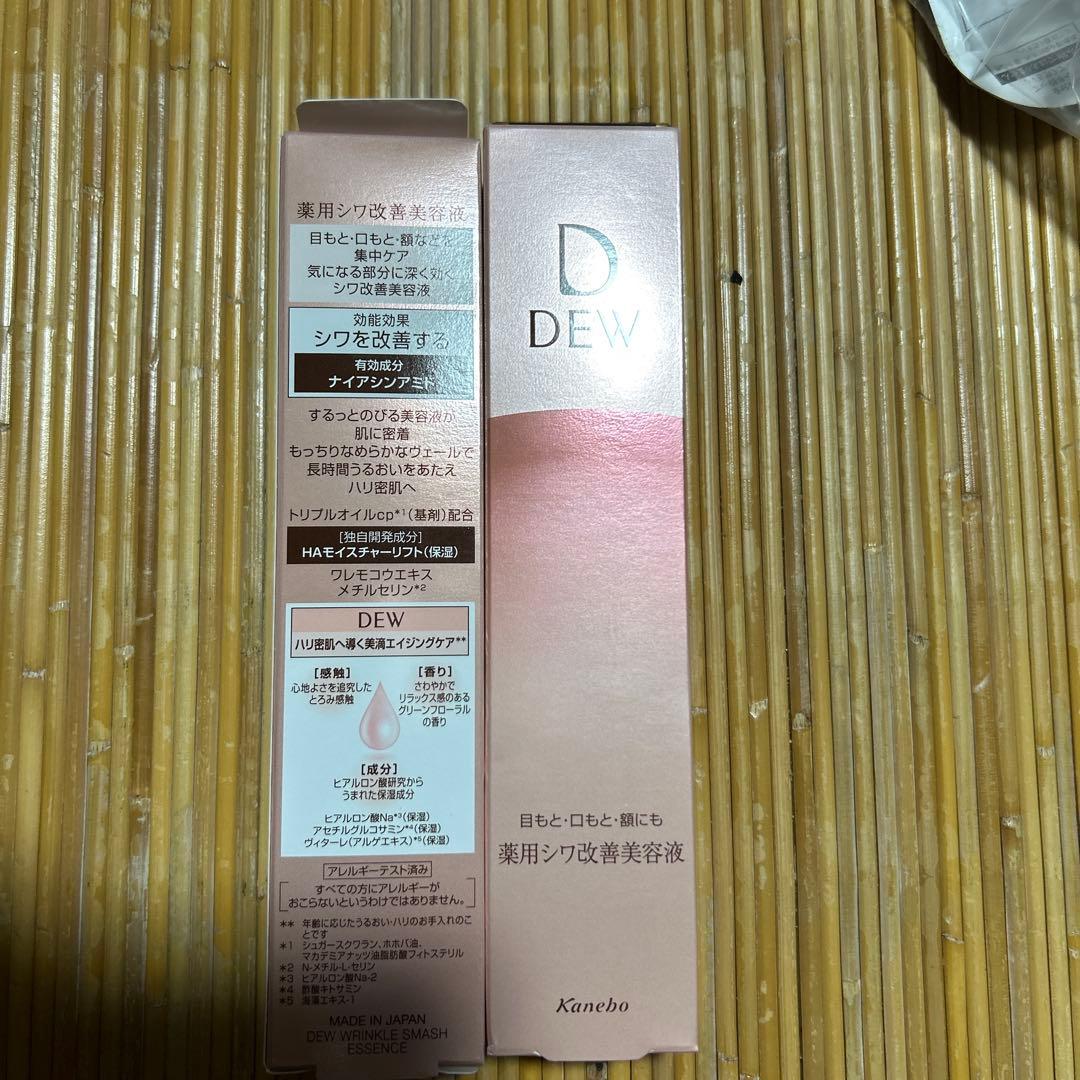 薬用シワ改善美容液
目もと・口もと・額などを
集中ケア
気になる部分に深く効く
シワ改善美容液
効能効果
シワを改善する
有効成分
ナイアシンアミド
するっとのびる美容液が
肌に密着
もっちりなめらかなヴェールで
長時間うるおいをあたえ
ハリ密肌へ
トリプルオイルcp*1(基剤)配合
[独自開発成分]
HAモイスチャーリフト(保湿)
ワレモコウエキス
メチルセリン*2
DEW
ハリ密肌へ導く美滴エイジングケア**
[感触]
心地よさを追究した
とろみ感触
[香り]
さわやかで
リラックス感のある
グリーンフローラル
の香り
[成分]
ヒアルロン酸研究から
うまれた保湿成分
ヒアルロン酸Na*3(保湿)
アセチルグルコサミン*4(保湿)
ヴィターレ(アルゲエキス)*5(保湿)
アレルギーテスト済み
すべての方にアレルギーが
おこらないというわけではありません。
** 年齢に応じたうるおい・ハリのお手入れのこ
とです
*1 シュガースクワラン、ホホバ油、
マカデミアナッツ油脂肪酸フィトステリル
*2 N-メチル-L-セリン
*3 ヒアルロン酸Na-2
*4 酢酸キトサミン
*5 海藻エキス-1
MADE IN JAPAN
DEW WRINKLE SMASH
ESSENCE
D
DEW
目もと・口もと・額にも
薬用シワ改善美容液
Kanebo